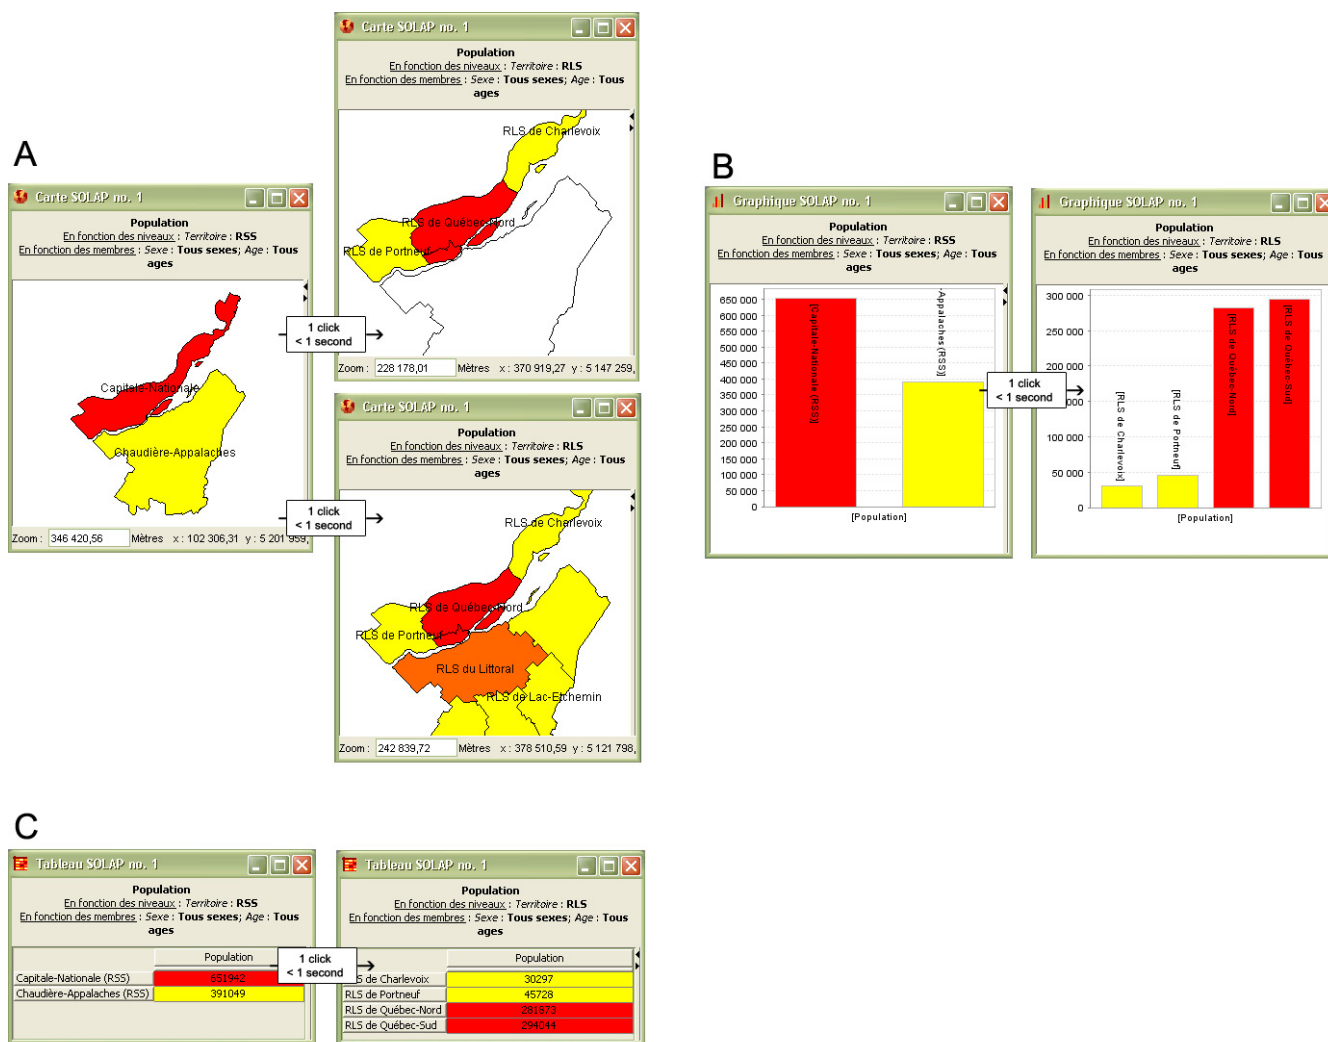 A
Carte SOLAP no. 1
Population
En fonction des niveaux : Territoire : RSS
En fonction des membres : Sexe : Tous sexes; Age : Tous
ages
Capitale-Nationale
Chaudière-Appalaches
Zoom : 346 420,56 Mètres x : 102 306,31 y : 5 201 959,
1 click
< 1 second
1 click
< 1 second
Carte SOLAP no. 1
Population
En fonction des niveaux : Territoire : RLS
En fonction des membres : Sexe : Tous sexes; Age : Tous
ages
RLS de Charlevoix
RLS de Québec-Nord
RLS de Portneuf
Zoom : 228 178,01 Mètres x : 370 919,27 y : 5 147 259,
Carte SOLAP no. 1
Population
En fonction des niveaux : Territoire : RLS
En fonction des membres : Sexe : Tous sexes; Age : Tous
ages
RLS de Charlevoix
RLS de Québec-Nord
RLS de Portneuf
RLS du Littoral
RLS de Lac-Etchemin
Zoom : 242 839,72 Mètres x : 378 510,59 y : 5 121 798,
B
Graphique SOLAP no. 1
Population
En fonction des niveaux : Territoire : RSS
En fonction des membres : Sexe : Tous sexes; Age : Tous
ages
650 000
600 000
550 000
500 000
450 000
400 000
350 000
300 000
250 000
200 000
150 000
100 000
50 000
0
[Capitale-Nationale (RSS)]
-Appalaches (RSS)]
[Population]
1 click
< 1 second
Graphique SOLAP no. 1
Population
En fonction des niveaux : Territoire : RLS
En fonction des membres : Sexe : Tous sexes; Age : Tous
ages
300 000
250 000
200 000
000
100 000
50 000
0
[RLS de Charlevoix]
[RLS de Portneuf]
[RLS de Québec-Nord]
[RLS de Québec-Sud]
[Population]
C
Tableau SOLAP no. 1
Population
En fonction des niveaux : Territoire : RSS
En fonction des membres : Sexe : Tous sexes; Age : Tous
ages
Population
Capitale-Nationale (RSS) 651942
Chaudière-Appalaches (RSS) 391049
1 click
< 1 second
Tableau SOLAP no. 1
Population
En fonction des niveaux : Territoire : RLS
En fonction des membres : Sexe : Tous sexes; Age : Tous
ages
Population
S de Charlevoix 30297
RLS de Portneuf 45728
RLS de Québec-Nord 281873
RLS de Québec-Sud 294044